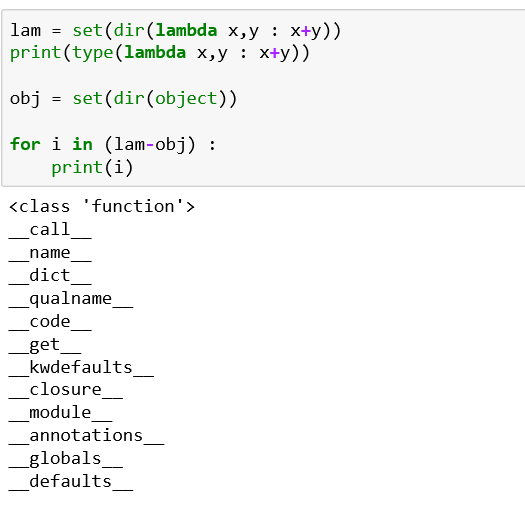 lam = set(dir(lambda x,y : x+y))
print(type(lambda x,y : x+y))
obj = set(dir(object))
for i in (lam-obj) :
    print(i)
<class 'function'>
__call__
__name__
__dict__
__qualname__
__code__
__get__
__kwdefaults__
__closure__
__module__
__annotations__
__globals__
__defaults__